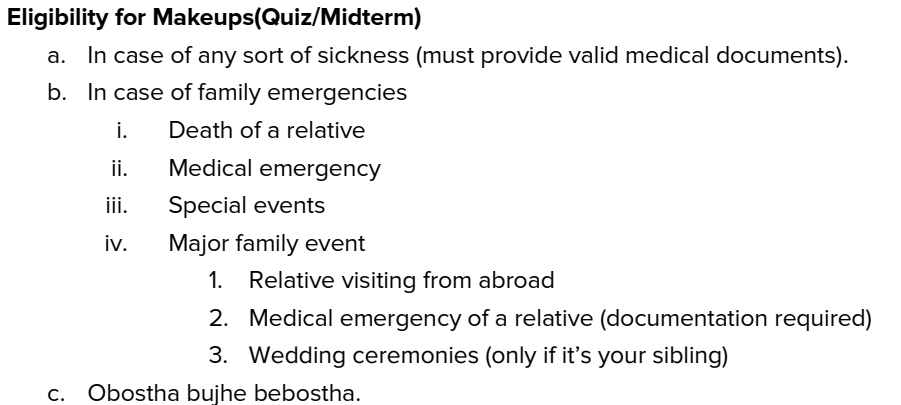 Eligibility for Makeups(Quiz/Midterm)
a. In case of any sort of sickness (must provide valid medical documents).
b. In case of family emergencies
i. Death of a relative
ii. Medical emergency
iii. Special events
iv. Major family event
1. Relative visiting from abroad
2. Medical emergency of a relative (documentation required)
3. Wedding ceremonies (only if it’s your sibling)
c. Obostha bujhe bebostha.